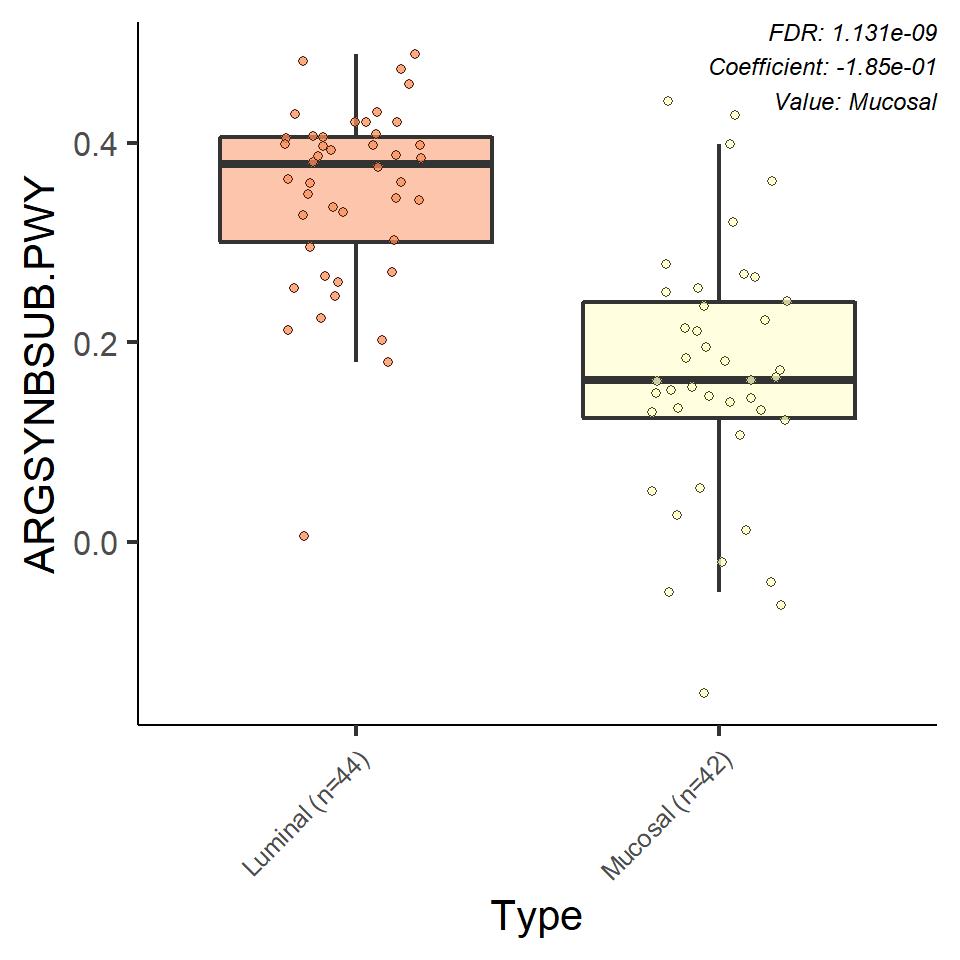 FDR: 1.131e-09
Coefficient: -1.85e-01
Value: Mucosal
ARGSYNBSUB.PWY
0.4
0.2
0.0
Luminal (n=44)
Mucosal (n=42)
Type